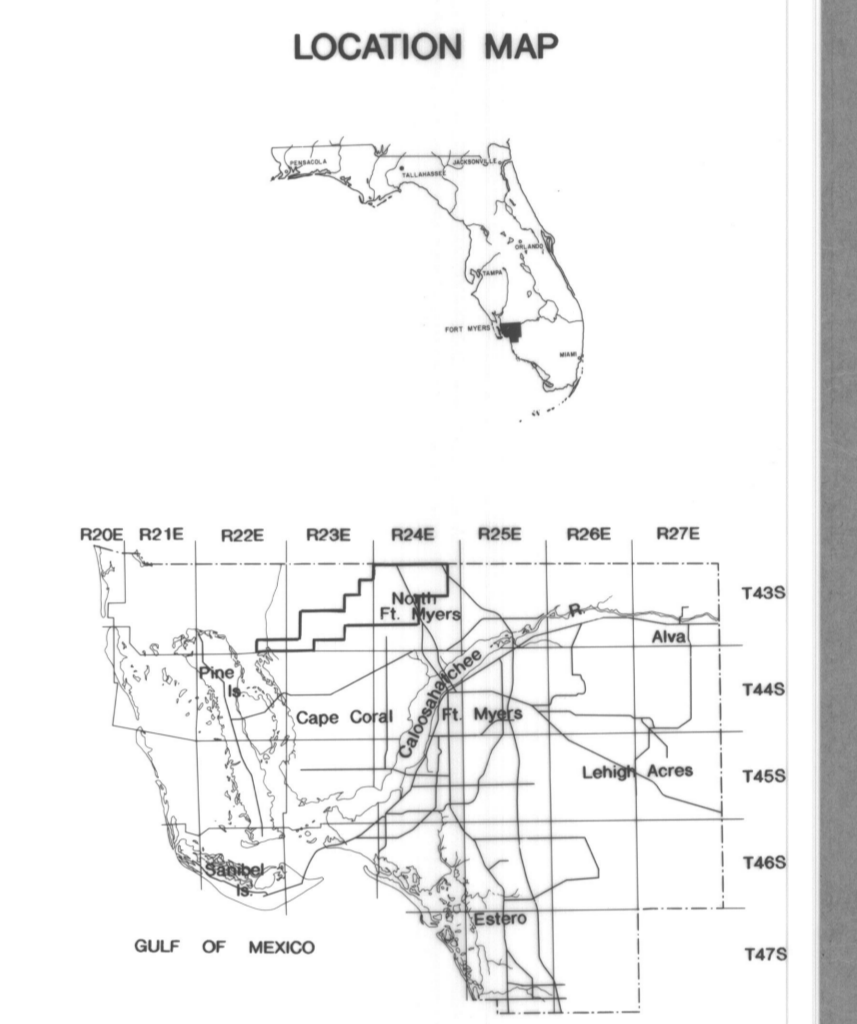 LOCATION MAP
PENSACOLA
TALLAHASSEE
JACKSONVILLE
ORLANDO
TAMPA
FORT MYERS
MIAMI
R20E R21E R22E R23E R24E R25E R26E R27E
T43S
North
Ft. Myers
R.
Alva
Pine
Is.
Caloosahatchee
T44S
Cape Coral
Ft. Myers
Lehigh Acres
T45S
Sanibel
Is.
T46S
Estero
GULF OF MEXICO
T47S